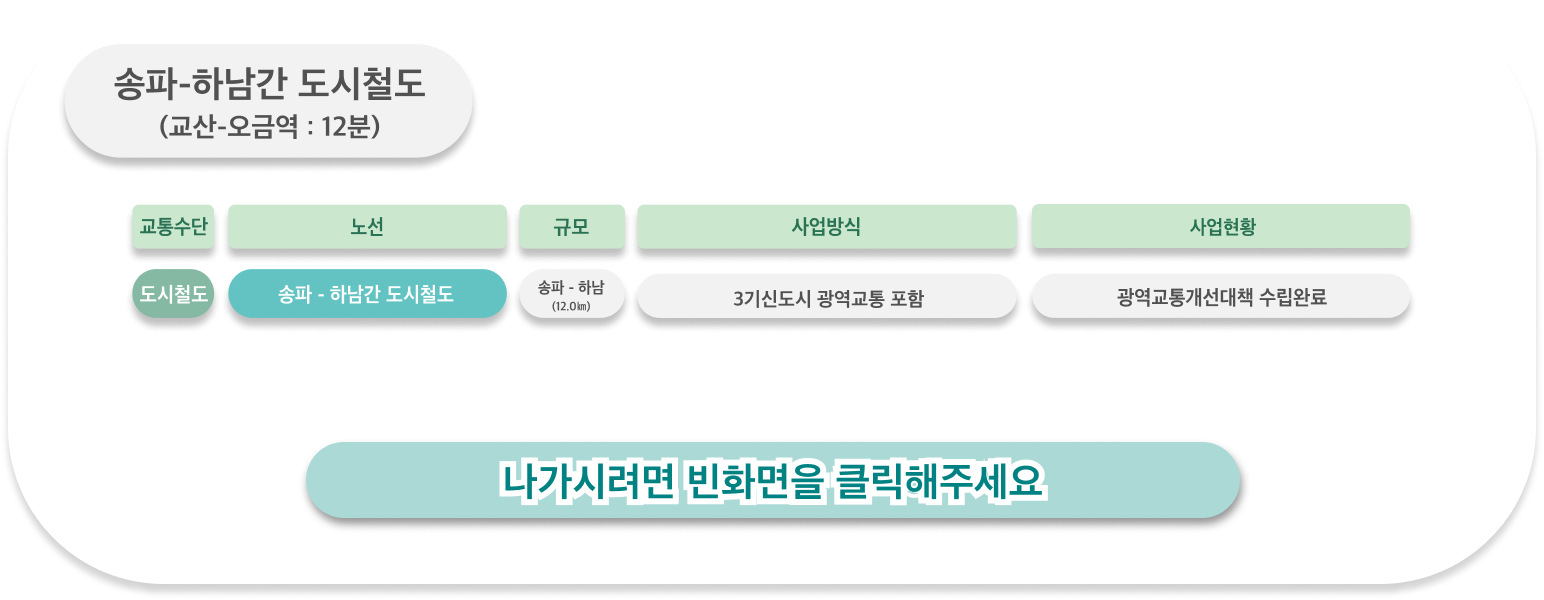 송파-하남간 도시철도
(교산-오금역 : 12분)
교통수단 노선 규모 사업방식 사업현황
도시철도 송파 - 하남간 도시철도 송파 - 하남 (12.0㎞) 3기신도시 광역교통 포함 광역교통개선대책 수립완료
나가시려면 빈화면을 클릭해주세요